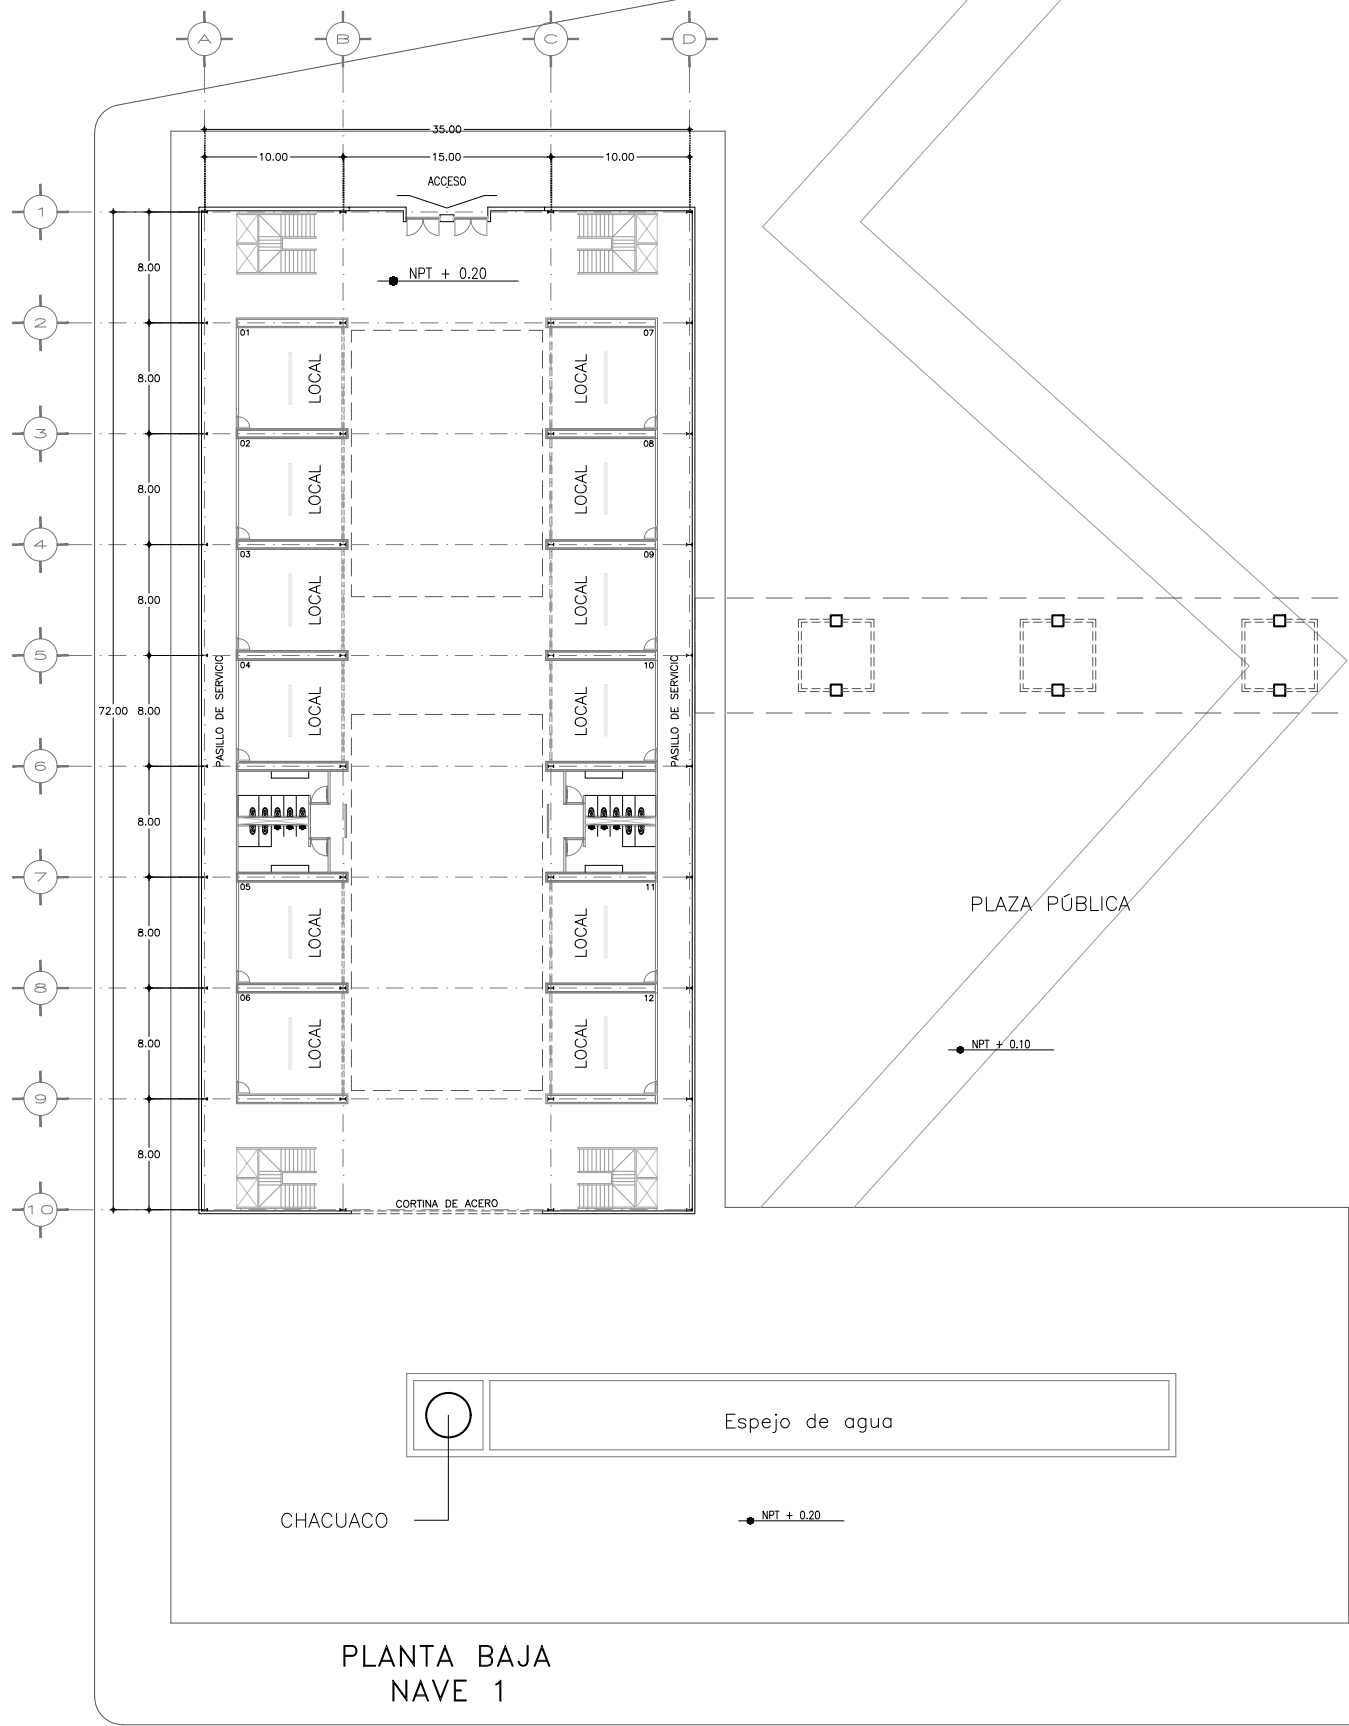 A B C D
35.00
10.00 15.00 10.00
ACCESO
1
8.00
NPT + 0.20
2
01 07
8.00
LOCAL LOCAL
3
02 08
8.00
LOCAL LOCAL
4
03 09
8.00
LOCAL LOCAL
5
04 10
PASILLO DE SERVICIO
PASILLO DE SERVICIO
72.00 8.00
LOCAL LOCAL
6
8.00
7
05 11
PLAZA PÚBLICA
8.00
LOCAL LOCAL
8
06 12
8.00
LOCAL LOCAL
NPT + 0.10
9
8.00
CORTINA DE ACERO
10
Espejo de agua
CHACUACO
NPT + 0.20
PLANTA BAJA
NAVE 1